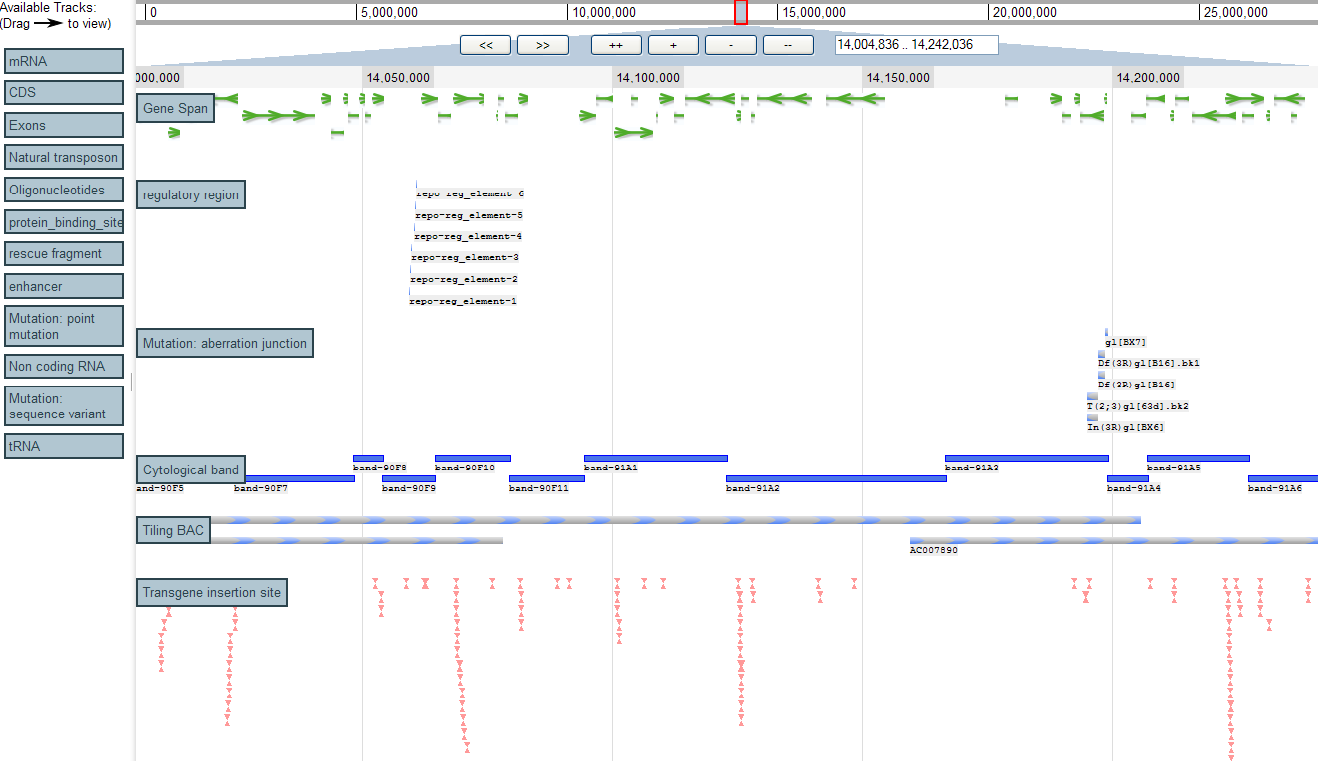 Available Tracks:
(Drag to view)
0 5,000,000 10,000,000 15,000,000 20,000,000 25,000,000
<< >> ++ + - -- 14,004,836 .. 14,242,036
000,000 14,050,000 14,100,000 14,150,000 14,200,000
mRNA
CDS
Exons
Natural transposon
Oligonucleotides
protein_binding_site
rescue fragment
enhancer
Mutation: point
mutation
Non coding RNA
Mutation:
sequence variant
tRNA
Gene Span
regulatory region
repo-reg_element-6
repo-reg_element-5
repo-reg_element-4
repo-reg_element-3
repo-reg_element-2
repo-reg_element-1
Mutation: aberration junction
gl[BX7]
Df(3R)gl[B16].bk1
Df(3R)gl[B16]
T(2;3)gl[63d].bk2
In(3R)gl[BX6]
Cytological band
band-90F8 band-90F10 band-91A1 band-91A3 band-91A5
and-90F5 band-90F7 band-90F9 band-90F11 band-91A2 band-91A4 band-91A6
Tiling BAC
AC007890
Transgene insertion site